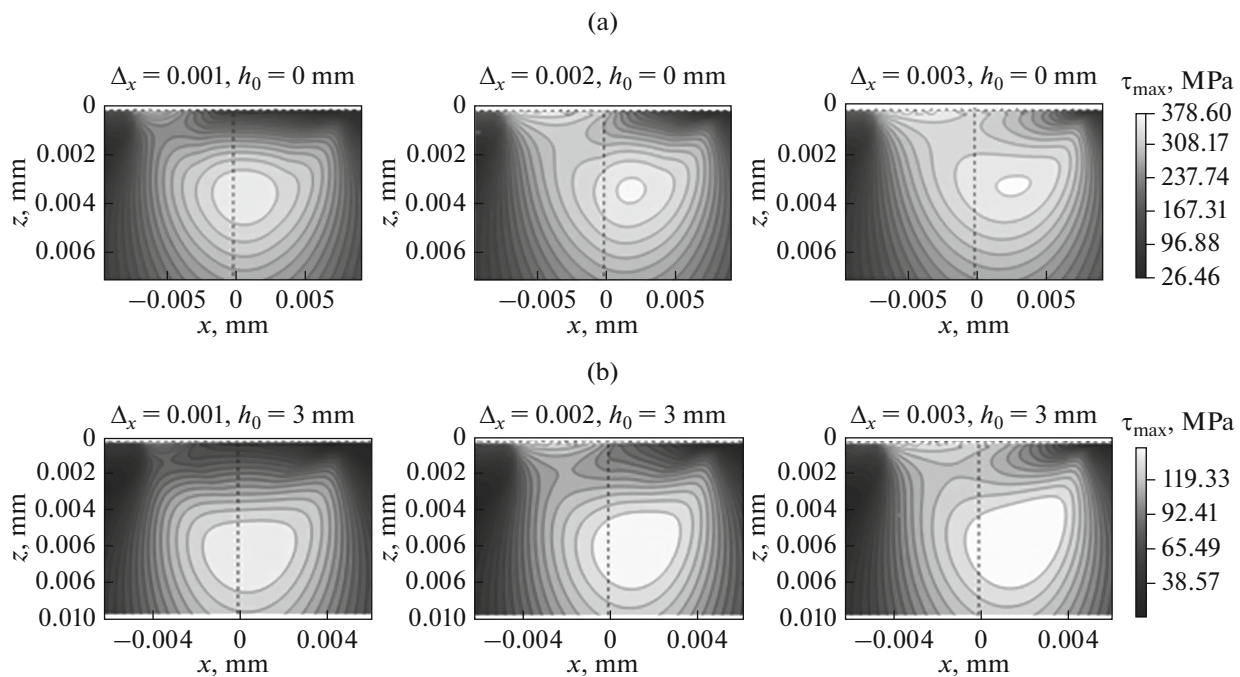 (a)
Δx = 0.001, h0 = 0 mm
Δx = 0.002, h0 = 0 mm
Δx = 0.003, h0 = 0 mm
τmax, MPa
378.60
308.17
237.74
167.31
96.88
26.46
z, mm
0
0.002
0.004
0.006
−0.005 0 0.005
x, mm
z, mm
0
0.002
0.004
0.006
−0.005 0 0.005
x, mm
z, mm
0
0.002
0.004
0.006
−0.005 0 0.005
x, mm
(b)
Δx = 0.001, h0 = 3 mm
Δx = 0.002, h0 = 3 mm
Δx = 0.003, h0 = 3 mm
τmax, MPa
119.33
92.41
65.49
38.57
z, mm
0
0.002
0.004
0.006
0.006
0.010
−0.004 0 0.004
x, mm
z, mm
0
0.002
0.004
0.006
0.006
0.010
−0.004 0 0.004
x, mm
z, mm
0
0.002
0.004
0.006
0.006
0.010
−0.004 0 0.004
x, mm